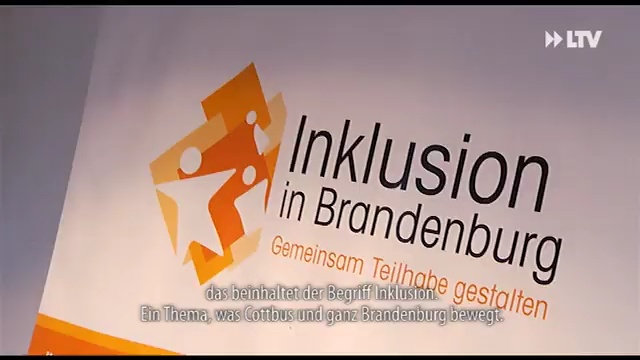 LTV
Inklusion
in Brandenburg
Gemeinsam Teilhabe gestalten
das beinhaltet der Begriff Inklusion.
Ein Thema, was Cottbus und ganz Brandenburg bewegt.